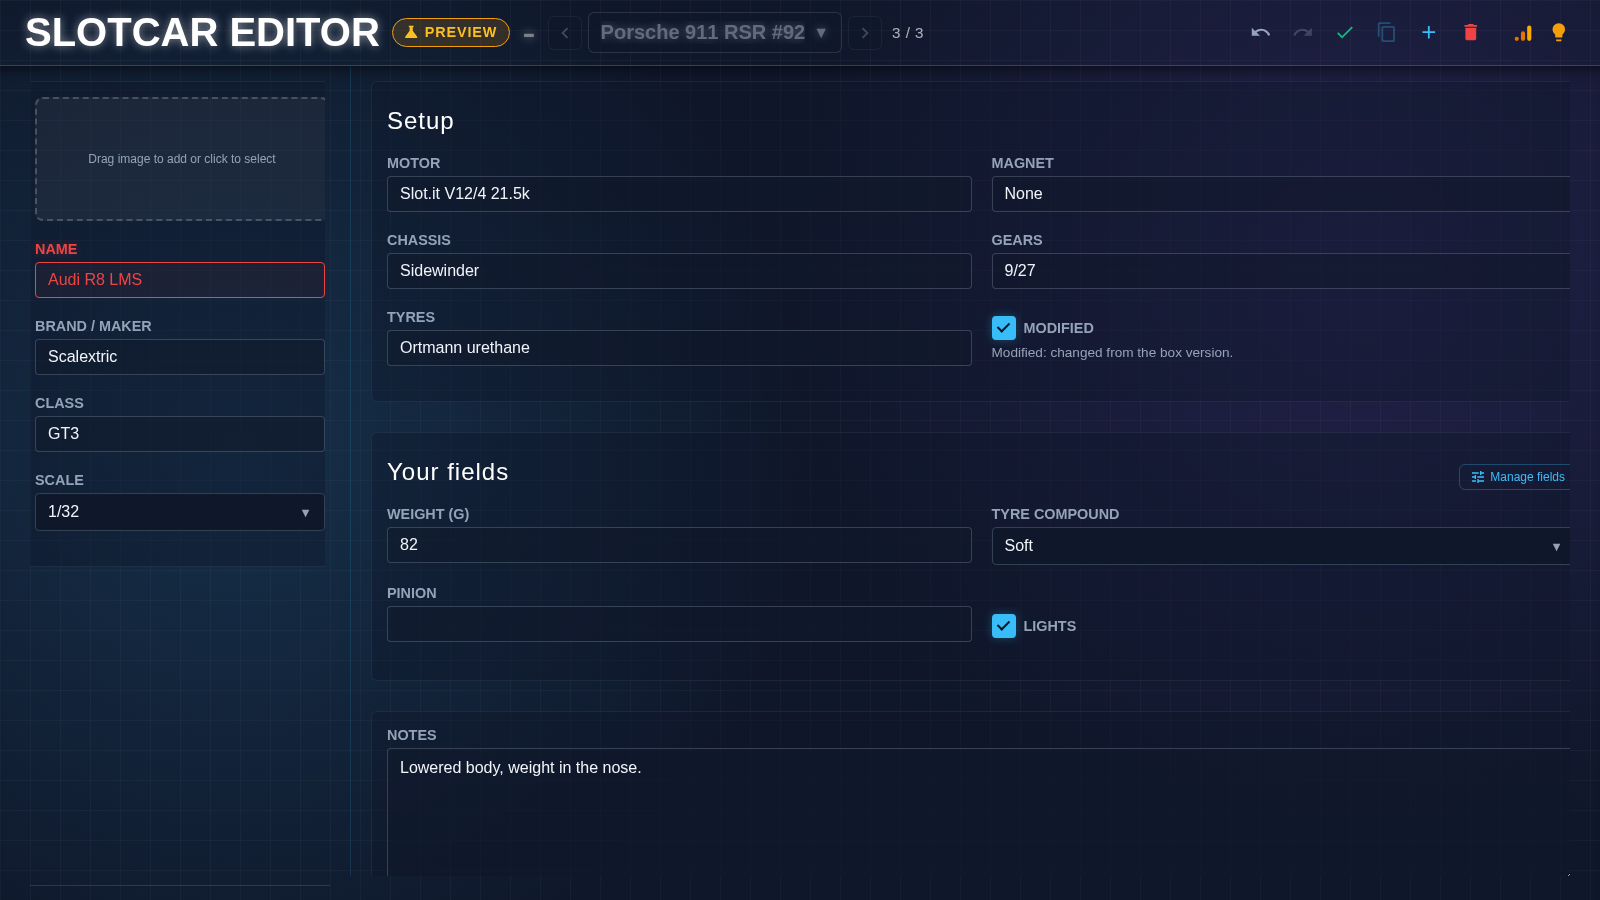 SLOTCAR EDITOR PREVIEW – Porsche 911 RSR #92 ▼ 3 / 3
Drag image to add or click to select
NAME
Audi R8 LMS
BRAND / MAKER
Scalextric
CLASS
GT3
SCALE
1/32 ▼
Setup
MOTOR
Slot.it V12/4 21.5k
MAGNET
None
CHASSIS
Sidewinder
GEARS
9/27
TYRES
Ortmann urethane
MODIFIED
Modified: changed from the box version.
Your fields
Manage fields
WEIGHT (G)
82
TYRE COMPOUND
Soft ▼
PINION
LIGHTS
NOTES
Lowered body, weight in the nose.